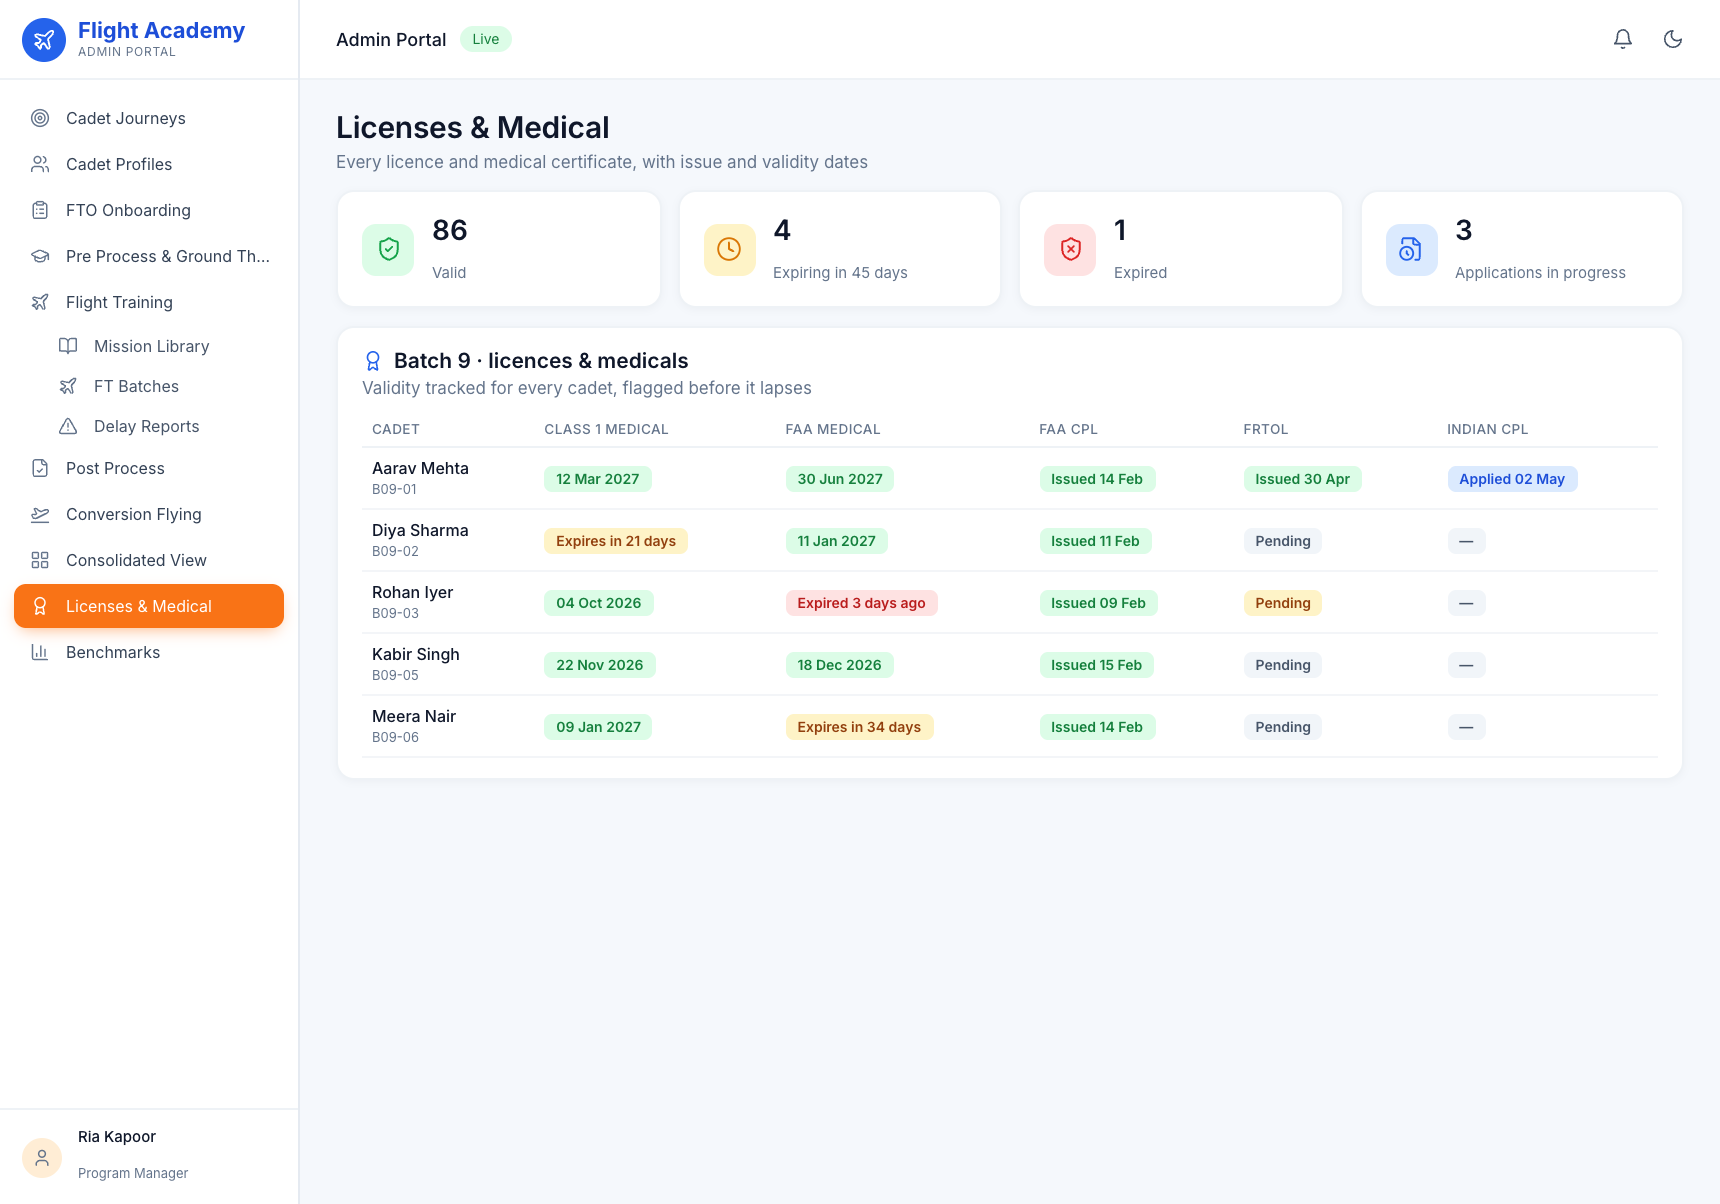 Flight Academy
ADMIN PORTAL
Admin Portal
Live
Cadet Journeys
Cadet Profiles
FTO Onboarding
Pre Process & Ground Th...
Flight Training
Mission Library
FT Batches
Delay Reports
Post Process
Conversion Flying
Consolidated View
Licenses & Medical
Benchmarks
Ria Kapoor
Program Manager
Licenses & Medical
Every licence and medical certificate, with issue and validity dates
86
Valid
4
Expiring in 45 days
1
Expired
3
Applications in progress
Batch 9 · licences & medicals
Validity tracked for every cadet, flagged before it lapses
CADET CLASS 1 MEDICAL FAA MEDICAL FAA CPL FRTOL INDIAN CPL
Aarav Mehta 12 Mar 2027 30 Jun 2027 Issued 14 Feb Issued 30 Apr Applied 02 May
B09-01
Diya Sharma Expires in 21 days 11 Jan 2027 Issued 11 Feb Pending —
B09-02
Rohan Iyer 04 Oct 2026 Expired 3 days ago Issued 09 Feb Pending —
B09-03
Kabir Singh 22 Nov 2026 18 Dec 2026 Issued 15 Feb Pending —
B09-05
Meera Nair 09 Jan 2027 Expires in 34 days Issued 14 Feb Pending —
B09-06